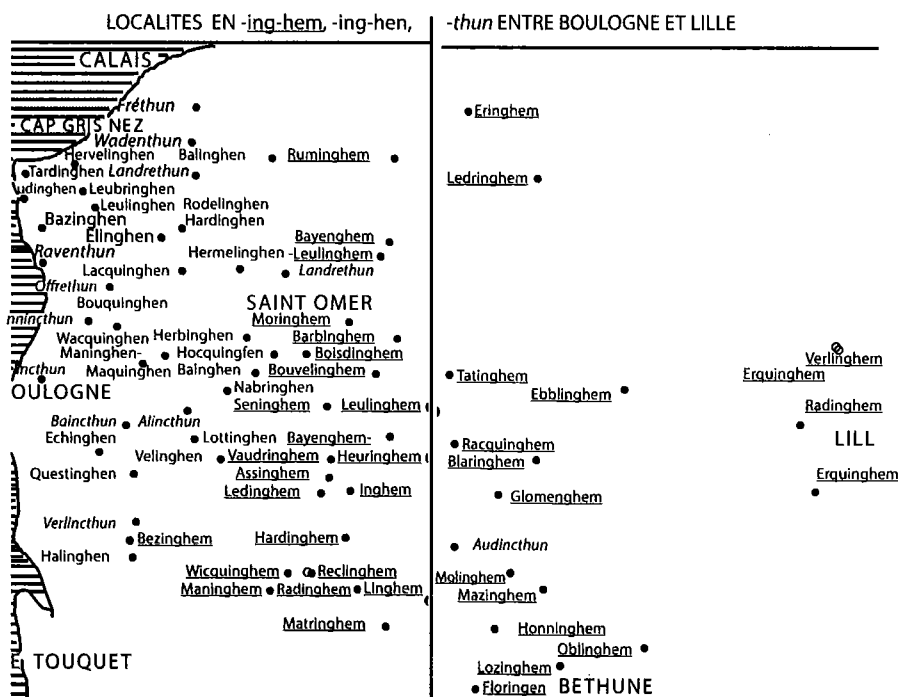 LOCALITES EN -ing-hem, -ing-hen, -thun ENTRE BOULOGNE ET LILLE
CALAIS
Fréthun
Eringhem
CAP GRIS NEZ
Wadenthun
Hervelinghen Balinghen Ruminghem
Tardinghen Landrethun
Ledringhem
udinghen Leubringhen
Leulinghen Rodelinghen
Bazinghen Hardinghen
Elinghen Bayenghem
Raventhun Hermelinghen -Leulinghem
Lacquinghen Landrethun
Offrethun
Bouquinghen SAINT OMER
nnincthun Moringhem
Wacquinghen Herbinghen Barbinghem
Maninghen- Hocquingfen Boisdinghem
Verlinghem
ncthun Maquinghen Bainghen Bouvelinghem
Tatinghem Erquinghem
OULOGNE Nabringhen
Ebblinghem
Seninghem Leulinghem
Radinghem
Baincthun Alincthun
Echinghen Lottinghen Bayenghem-
Racquinghem LILL
Velinghen Vaudringhem Heuringhem
Blaringhem
Questinghen Assinghem
Erquinghem
Ledinghem Inghem
Glomenghem
Verlincthun
Bezinghem Hardinghem
Audincthun
Halinghen
Wicquinghem Reclinghem
Molinghem
Maninghem Radinghem Linghem
Mazinghem
Matringhem
Honninghem
Oblinghem
E TOUQUET
Lozinghem
Floringen BETHUNE